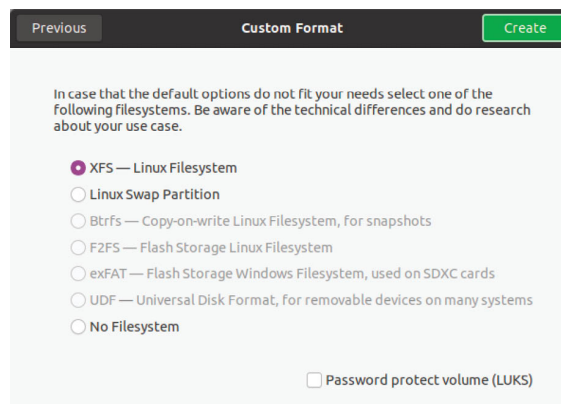 Previous
Custom Format
Create
In case that the default options do not fit your needs select one of the
following filesystems. Be aware of the technical differences and do research
about your use case.
XFS — Linux Filesystem
Linux Swap Partition
Btrfs — Copy-on-write Linux Filesystem, for snapshots
F2FS — Flash Storage Linux Filesystem
exFAT — Flash Storage Windows Filesystem, used on SDXC cards
UDF — Universal Disk Format, for removable devices on many systems
No Filesystem
Password protect volume (LUKS)